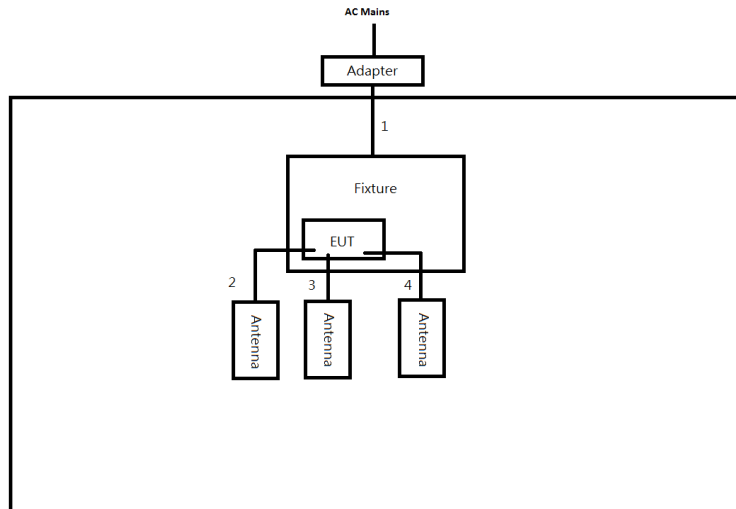 AC Mains
Adapter
1
Fixture
EUT
2
3
4
Antenna
Antenna
Antenna